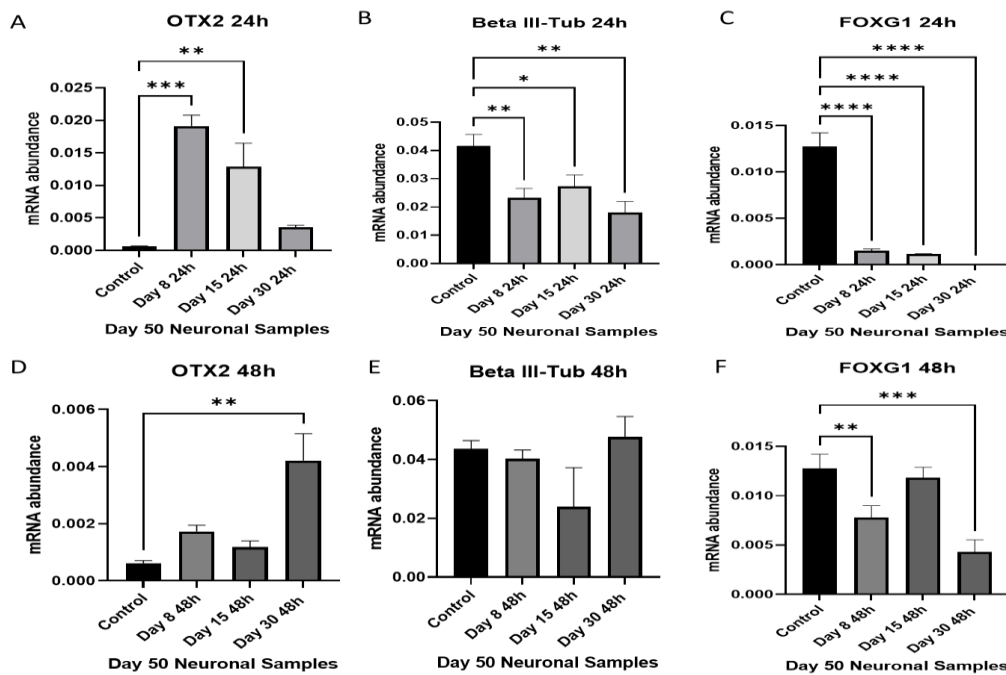 A
OTX2 24h
**
***
mRNA abundance
0.025
0.020
0.015
0.010
0.005
0.000
Control
Day 8 24h
Day 15 24h
Day 30 24h
Day 50 Neuronal Samples
B
Beta III-Tub 24h
**
*
**
mRNA abundance
0.05
0.04
0.03
0.02
0.01
0.00
Control
Day 8 24h
Day 15 24h
Day 30 24h
Day 50 Neuronal Samples
C
FOXG1 24h
****
****
****
mRNA abundance
0.015
0.010
0.005
0.000
Control
Day 8 24h
Day 15 24h
Day 30 24h
Day 50 Neuronal Samples
D
OTX2 48h
**
mRNA abundance
0.006
0.004
0.002
0.000
Control
Day 8 48h
Day 15 48h
Day 30 48h
Day 50 Neuronal Samples
E
Beta III-Tub 48h
mRNA abundance
0.06
0.04
0.02
0.00
Control
Day 8 48h
Day 15 48h
Day 30 48h
Day 50 Neuronal Samples
F
FOXG1 48h
***
**
mRNA abundance
0.015
0.010
0.005
0.000
Control
Day 8 48h
Day 15 48h
Day 30 48h
Day 50 Neuronal Samples